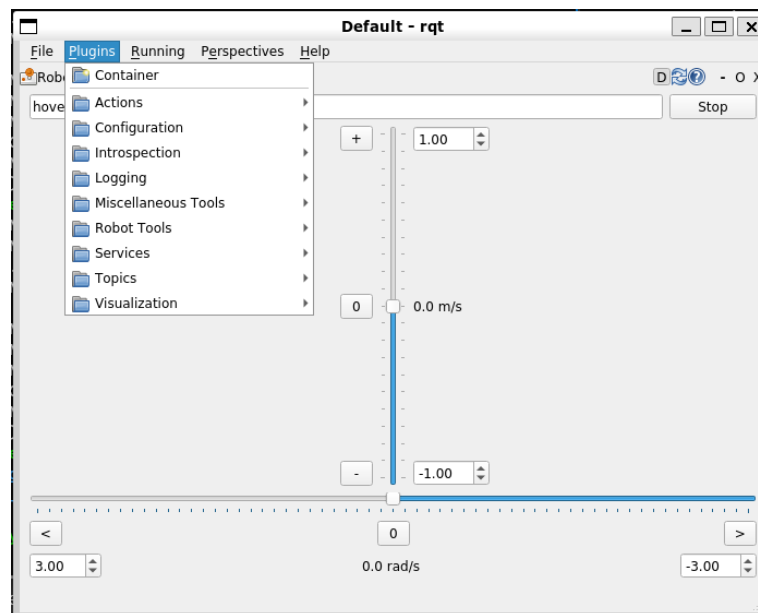 Default - rqt
File Plugins Running Perspectives Help
Container
D - O
Actions
Stop
Configuration
+ 1.00
Introspection
Logging
Miscellaneous Tools
Robot Tools
Services
Topics
Visualization
0 0.0 m/s
- -1.00
< 0 >
3.00 0.0 rad/s -3.00